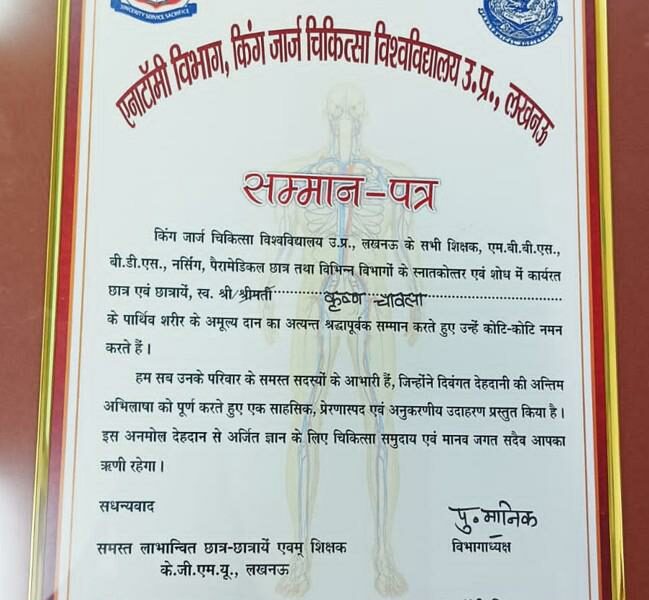 SINCERITY SERVICE SACRIFICE
एनाटॉमी विभाग, किंग जार्ज चिकित्सा विश्वविद्यालय उ.प्र., लखनऊ
सम्मान-पत्र
किंग जार्ज चिकित्सा विश्वविद्यालय उ.प्र., लखनऊ के सभी शिक्षक, एम.बी.बी.एस.,
बी.डी.एस., नर्सिंग, पैरामेडिकल छात्र तथा विभिन्न विभागों के स्नातकोत्तर एवं शोध में कार्यरत
छात्र एवं छात्रायें, स्व. श्री/श्रीमती कृष्ण चावला
के पार्थिव शरीर के अमूल्य दान का अत्यन्त श्रद्धापूर्वक सम्मान करते हुए उन्हें कोटि-कोटि नमन
करते हैं ।
हम सब उनके परिवार के समस्त सदस्यों के आभारी हैं, जिन्होंने दिवंगत देहदानी की अन्तिम
अभिलाषा को पूर्ण करते हुए एक साहसिक, प्रेरणास्पद एवं अनुकरणीय उदाहरण प्रस्तुत किया है ।
इस अनमोल देहदान से अर्जित ज्ञान के लिए चिकित्सा समुदाय एवं मानव जगत सदैव आपका
ऋणी रहेगा ।
सधन्यवाद
पु. मानिक
समस्त लाभान्वित छात्र-छात्रायें एवम् शिक्षक
विभागाध्यक्ष
के.जी.एम.यू., लखनऊ